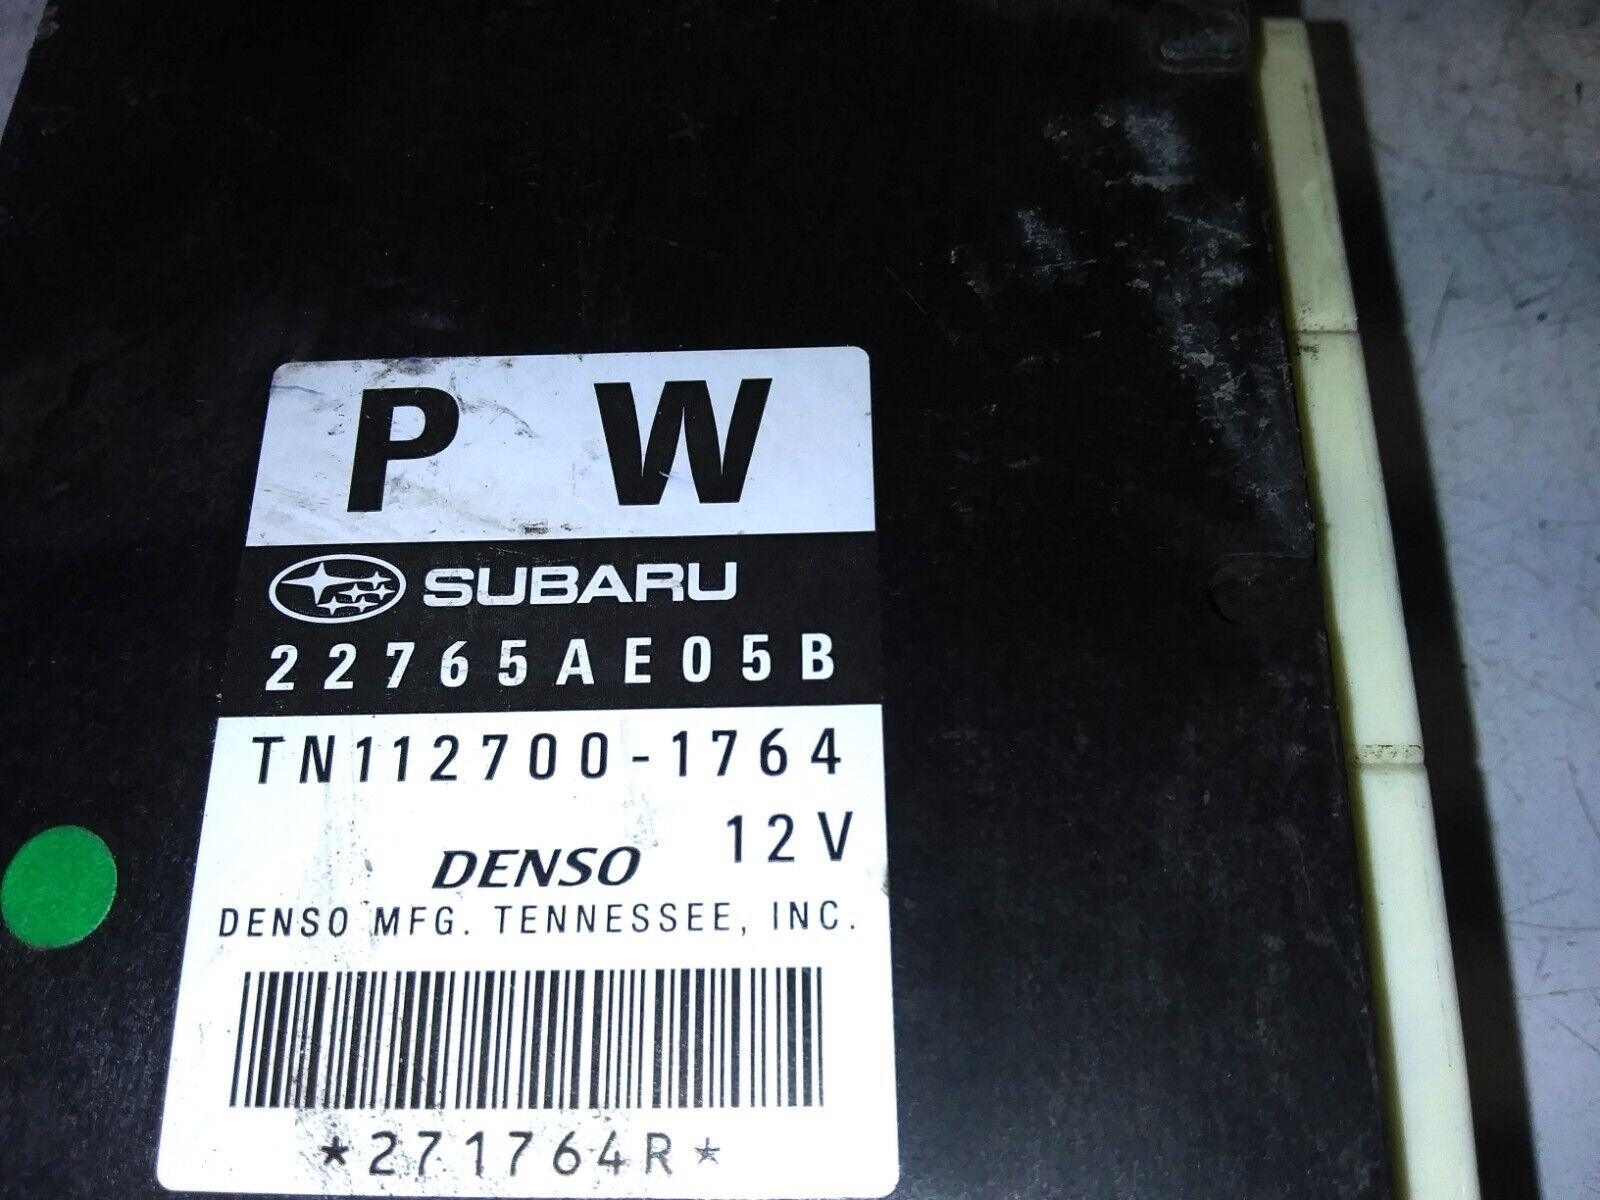 P W
SUBARU
22765AE05B
TN112700-1764
12V
DENSO
DENSO MFG. TENNESSEE, INC.
*271764R*